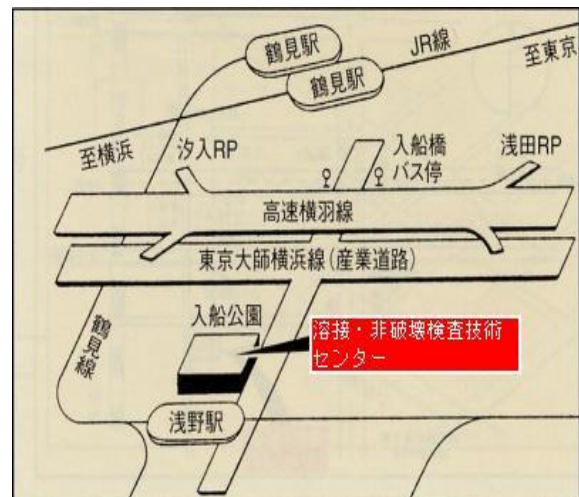 鶴見駅
鶴見駅
JR線
至東京
至横浜
汐入RP
入船橋
バス停
浅田RP
高速横羽線
東京大師横浜線(産業道路)
鶴見線
入船公園
溶接・非破壊検査技術
センター
浅野駅